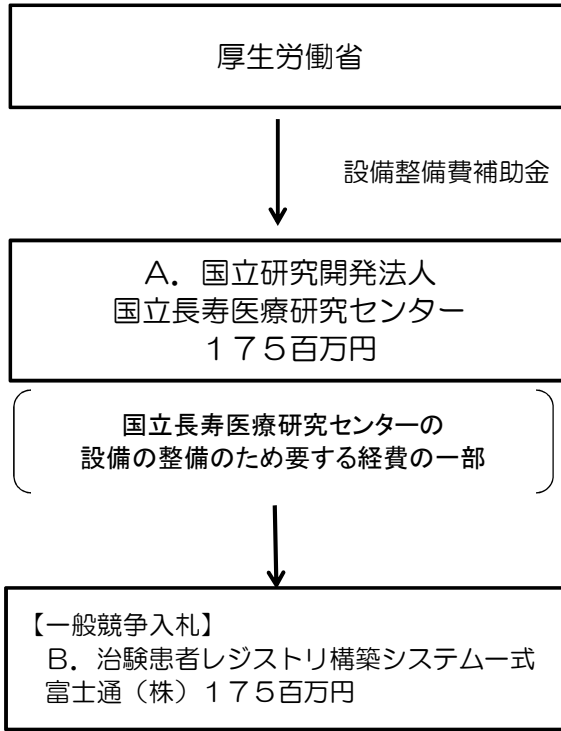 厚生労働省
設備整備費補助金
A．国立研究開発法人
国立長寿医療研究センター
１７５百万円
国立長寿医療研究センターの
設備の整備のため要する経費の一部
【一般競争入札】
B．治験患者レジストリ構築システム一式
富士通（株）１７５百万円